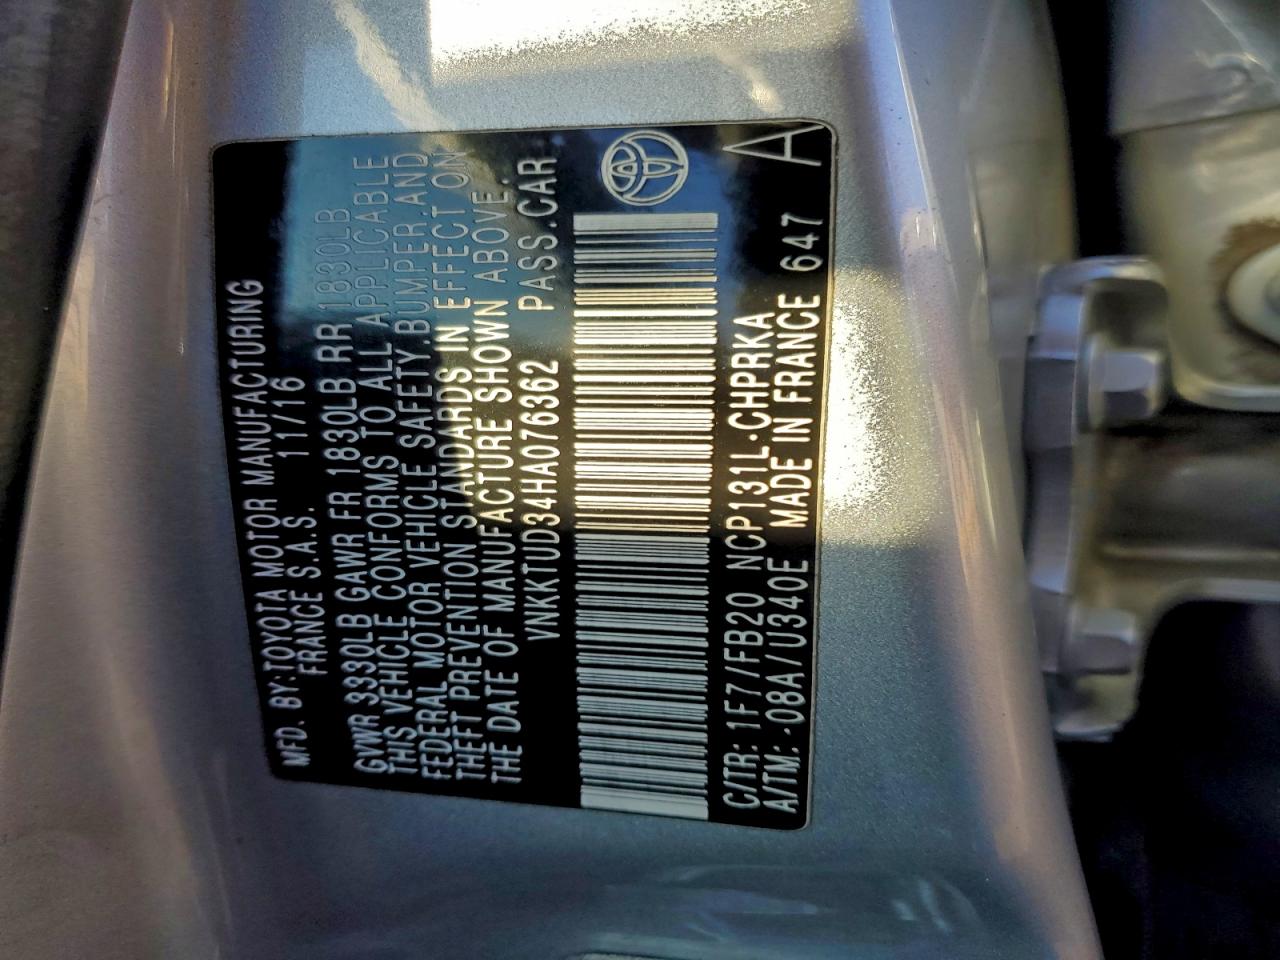 MFD. BY:TOYOTA MOTOR MANUFACTURING
FRANCE S.A.S. 11/16
GVWR 3330LB GAWR FR 1830LB RR 1830LB
THIS VEHICLE CONFORMS TO ALL APPLICABLE
FEDERAL MOTOR VEHICLE SAFETY,BUMPER,AND
THEFT PREVENTION STANDARDS IN EFFECT ON
THE DATE OF MANUFACTURE SHOWN ABOVE.
VNKKTUD34HA076362 PASS.CAR
C/TR: 1F7/FB20 NCP131L-CHPRKA
A/TM: -08A/U340E MADE IN FRANCE 647 A